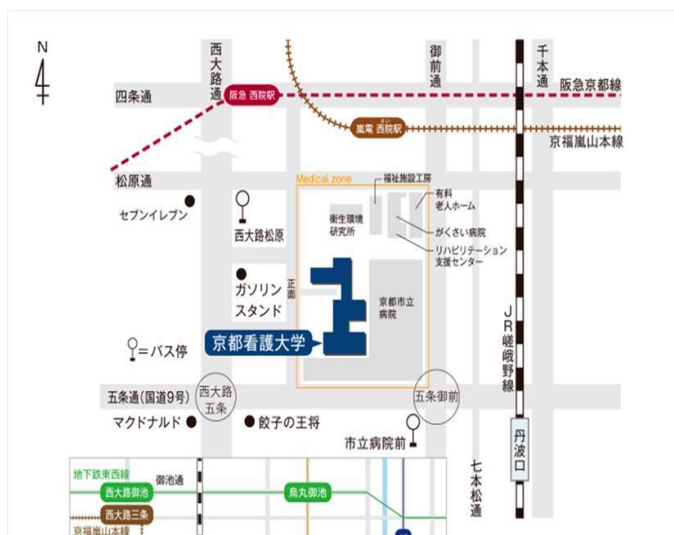 N
西大路通
御前通
千本通
四条通
阪急 西院駅
阪急京都線
さい
嵐電 西院駅
京福嵐山本線
松原通
Medical zone
福祉施設工房
有料
老人ホーム
セブンイレブン
西大路松原
衛生環境
研究所
がくさい病院
リハビリテーション
支援センター
正面
ガソリン
スタンド
京都市立
病院
JR嵯峨野線
=バス停
京都看護大学
五条通(国道9号)
西大路
五条
五条御前
マクドナルド
餃子の王将
市立病院前
丹波口
七本松通
地下鉄東西線
御池通
西大路御池
烏丸御池
西大路三条
京福嵐山本線